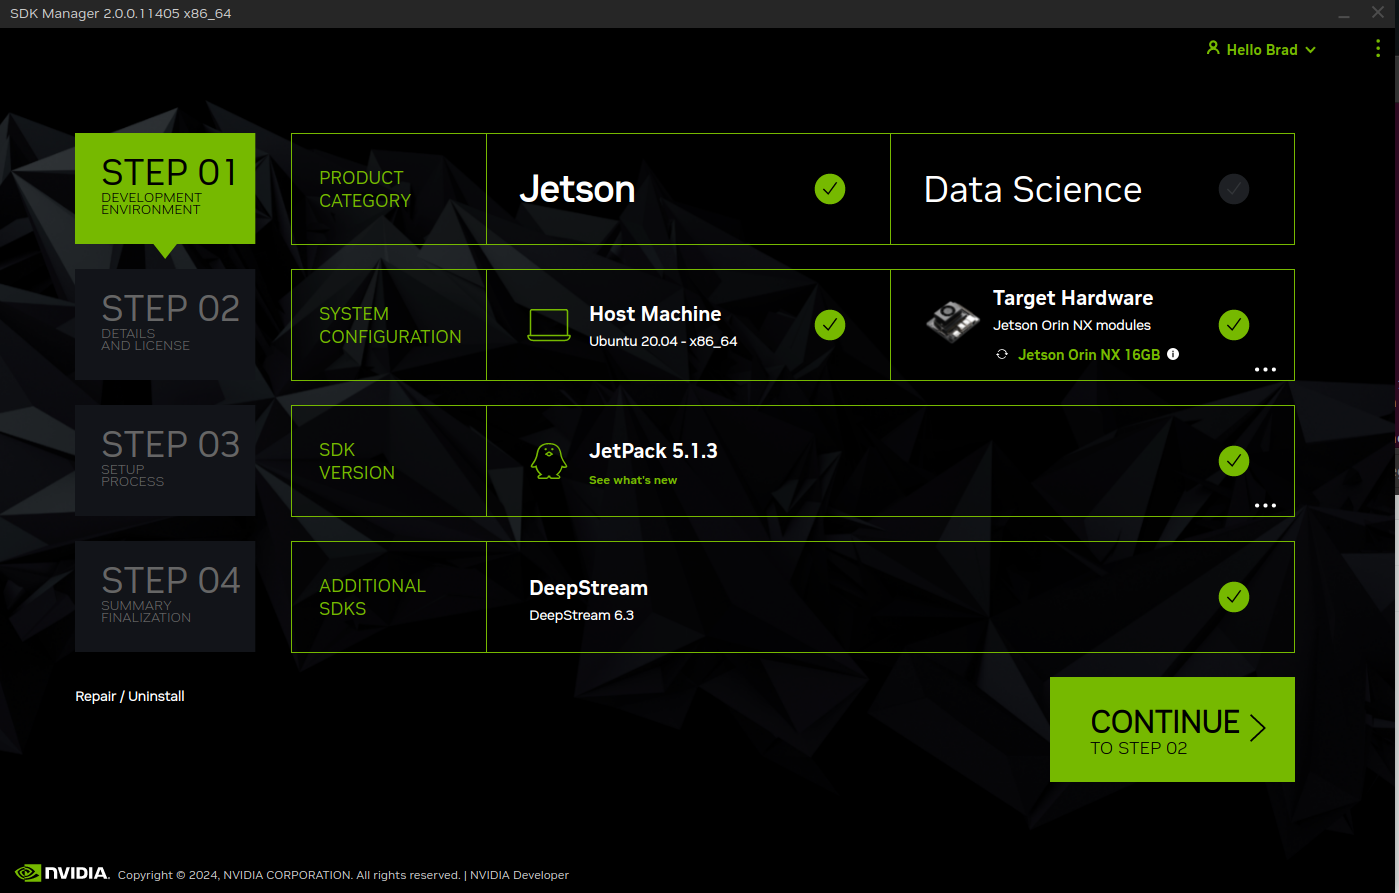 SDK Manager 2.0.0.11405 x86_64
Hello Brad
STEP 01
DEVELOPMENT
ENVIRONMENT
PRODUCT
CATEGORY
Jetson
Data Science
STEP 02
DETAILS
AND LICENSE
SYSTEM
CONFIGURATION
Host Machine
Ubuntu 20.04 - x86_64
Target Hardware
Jetson Orin NX modules
Jetson Orin NX 16GB
STEP 03
SETUP
PROCESS
SDK
VERSION
JetPack 5.1.3
See what's new
STEP 04
SUMMARY
FINALIZATION
ADDITIONAL
SDKS
DeepStream
DeepStream 6.3
Repair / Uninstall
CONTINUE
TO STEP 02
NVIDIA. Copyright © 2024, NVIDIA CORPORATION. All rights reserved. | NVIDIA Developer